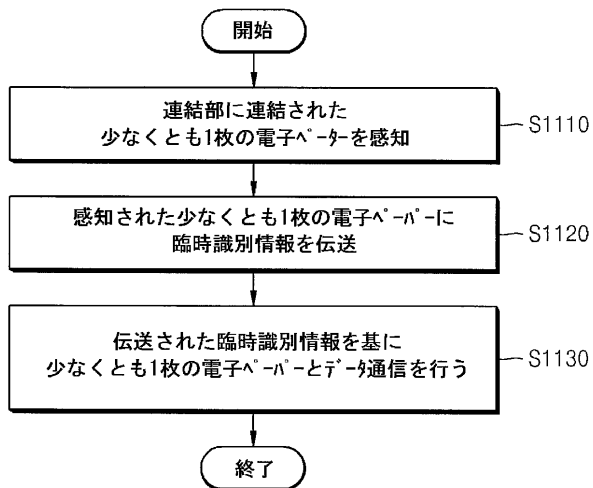 開始
連結部に連結された
少なくとも1枚の電子ﾍﾟｰﾀｰを感知
S1110
感知された少なくとも1枚の電子ﾍﾟｰﾊﾟｰに
臨時識別情報を伝送
S1120
伝送された臨時識別情報を基に
少なくとも1枚の電子ﾍﾟｰﾊﾟｰとﾃﾞｰﾀ通信を行う
S1130
終了